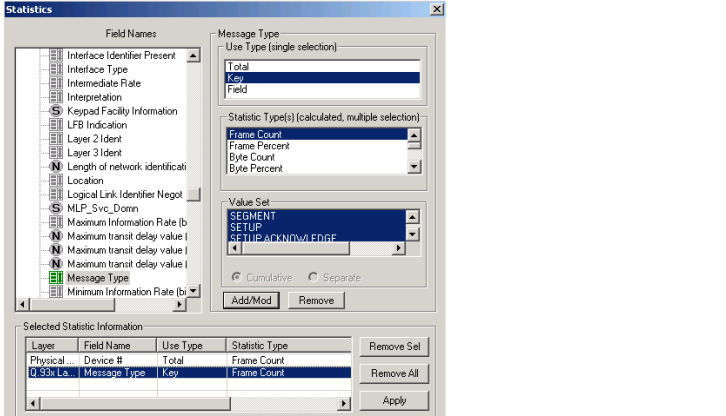 Statistics
Field Names
Interface Identifier Present
Interface Type
Intermediate Rate
Interpretation
S Keypad Facility Information
LFB Indication
Layer 2 Ident
Layer 3 Ident
N Length of network identificati
Location
Logical Link Identifier Negot
S MLP_Svc_Domn
Maximum Information Rate (b
N Maximum transit delay value (
N Maximum transit delay value (
N Maximum transit delay value (
Message Type
Minimum Information Rate (bi
Message Type
Use Type (single selection)
Total
Key
Field
Statistic Type(s) (calculated, multiple selection)
Frame Count
Frame Percent
Byte Count
Byte Percent
Value Set
SEGMENT
SETUP
SETUP ACKNOWLEDGE
Cumulative Separate
Add/Mod Remove
Selected Statistic Information
Layer Field Name Use Type Statistic Type
Physical ... Device # Total Frame Count
Q.93x La... Message Type Key Frame Count
Remove Sel
Remove All
Apply